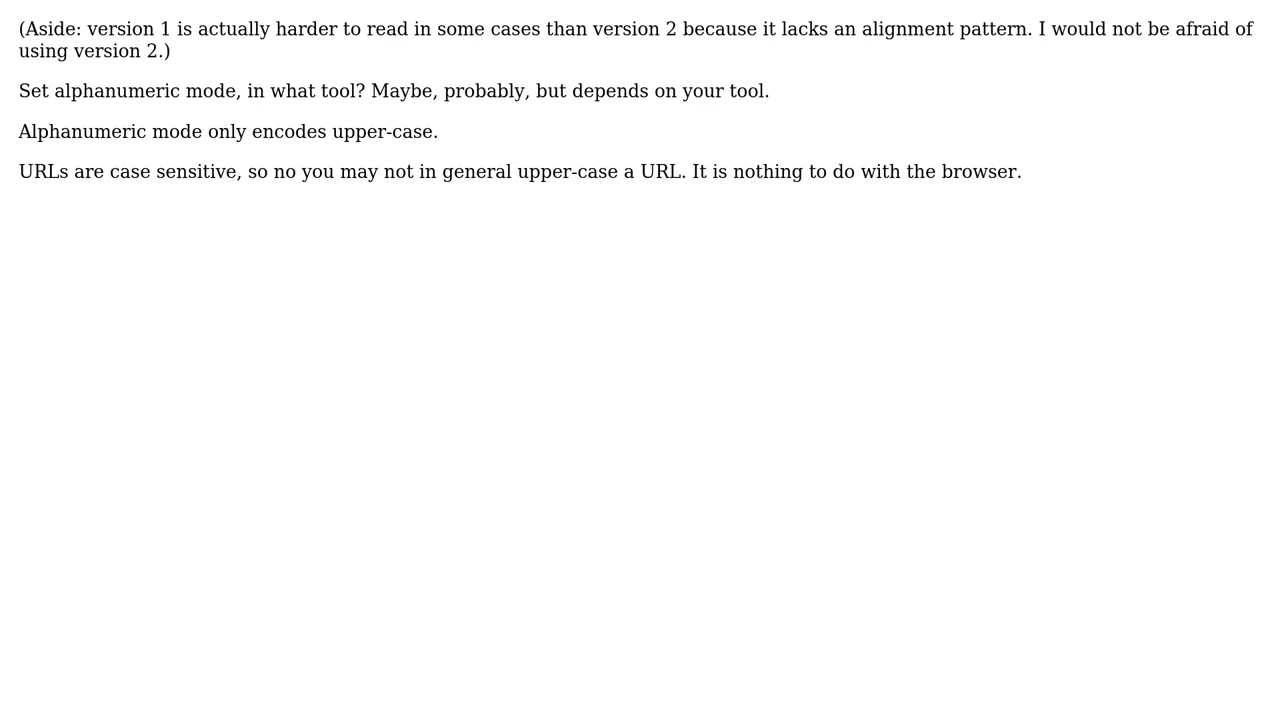 (Aside: version 1 is actually harder to read in some cases than version 2 because it lacks an alignment pattern. I would not be afraid of
using version 2.)
Set alphanumeric mode, in what tool? Maybe, probably, but depends on your tool.
Alphanumeric mode only encodes upper-case.
URLs are case sensitive, so no you may not in general upper-case a URL. It is nothing to do with the browser.